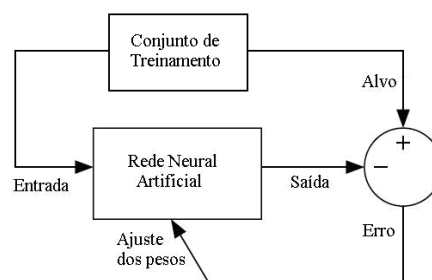 Conjunto de
Treinamento
Alvo
+
Rede Neural
Artificial
−
Entrada
Saída
Erro
Ajuste
dos pesos